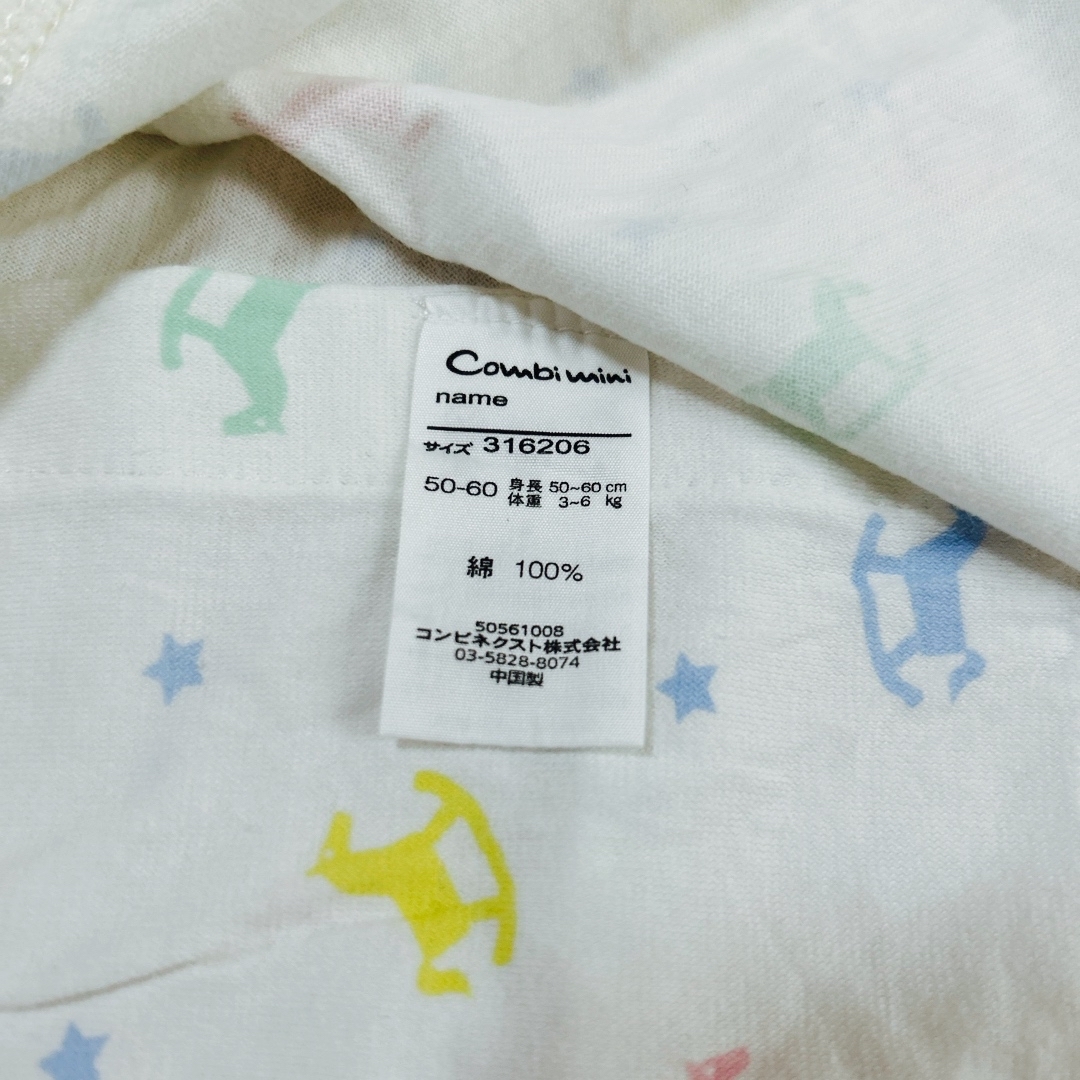 Combi mini
name
サイズ 316206
50-60 身長 50~60 cm
体重 3~6 kg
綿 100%
50561008
コンビネクスト株式会社
03-5828-8074
中国製